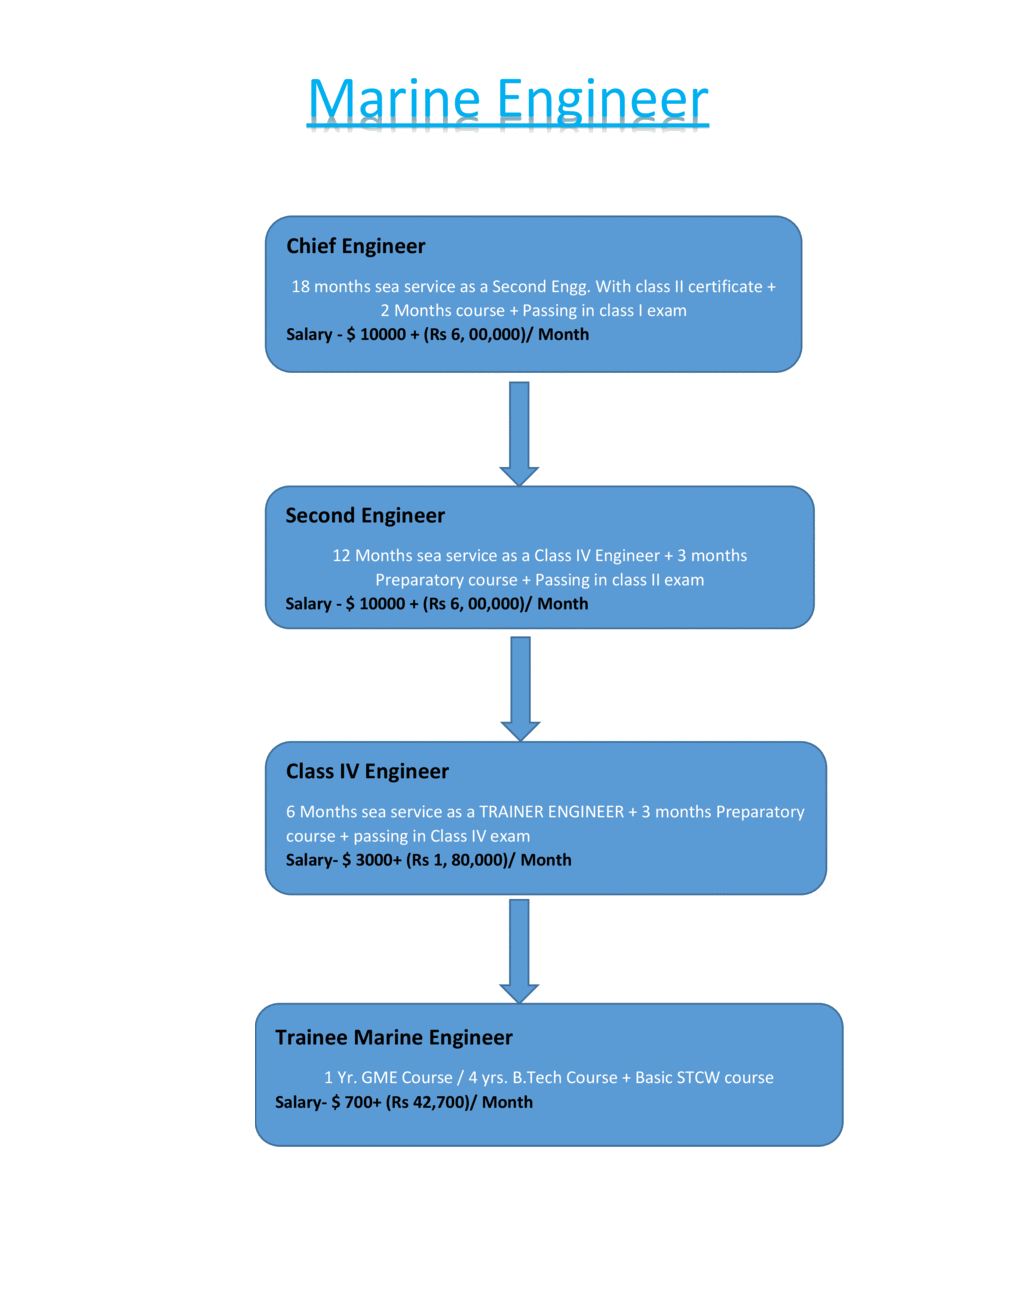 Marine Engineer
Chief Engineer
18 months sea service as a Second Engg. With class II certificate +
2 Months course + Passing in class I exam
Salary - $ 10000 + (Rs 6, 00,000)/ Month
Second Engineer
12 Months sea service as a Class IV Engineer + 3 months
Preparatory course + Passing in class II exam
Salary - $ 10000 + (Rs 6, 00,000)/ Month
Class IV Engineer
6 Months sea service as a TRAINER ENGINEER + 3 months Preparatory
course + passing in Class IV exam
Salary- $ 3000+ (Rs 1, 80,000)/ Month
Trainee Marine Engineer
1 Yr. GME Course / 4 yrs. B.Tech Course + Basic STCW course
Salary- $ 700+ (Rs 42,700)/ Month